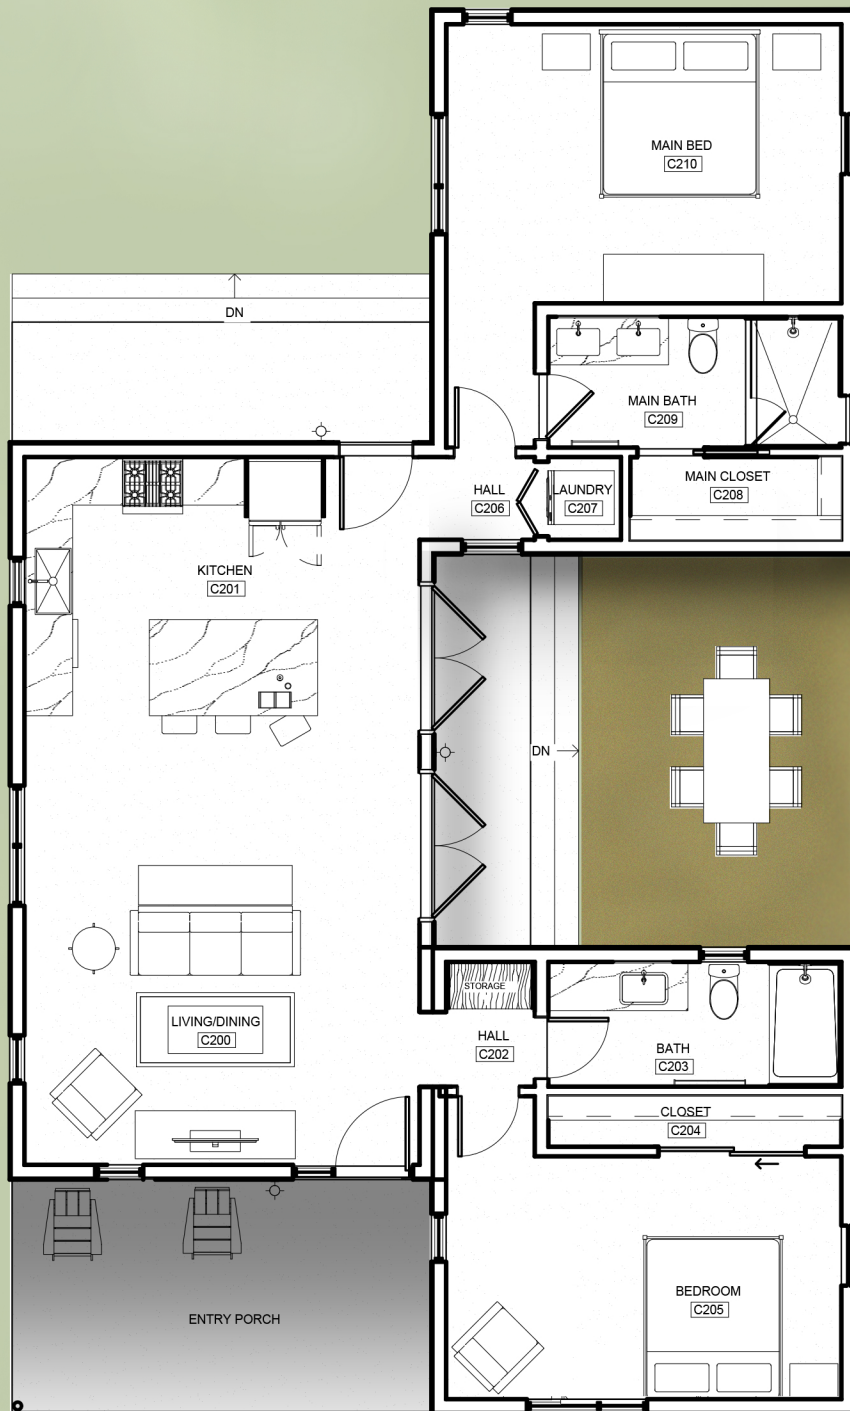 MAIN BED
C210
DN
MAIN BATH
C209
MAIN CLOSET
C208
HALL
C206
LAUNDRY
C207
KITCHEN
C201
DN
STORAGE
LIVING/DINING
C200
HALL
C202
BATH
C203
CLOSET
C204
BEDROOM
C205
ENTRY PORCH